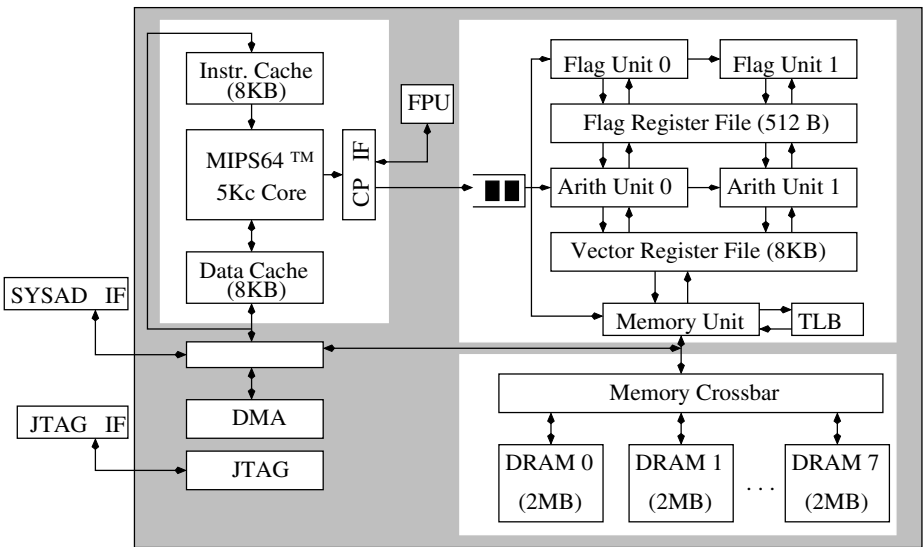 Instr. Cache
(8KB)
MIPS64 ™
5Kc Core
Data Cache
(8KB)
CP IF
FPU
Flag Unit 0
Flag Unit 1
Flag Register File (512 B)
Arith Unit 0
Arith Unit 1
Vector Register File (8KB)
Memory Unit
TLB
SYSAD IF
DMA
JTAG IF
JTAG
Memory Crossbar
DRAM 0
(2MB)
DRAM 1
(2MB)
. . .
DRAM 7
(2MB)